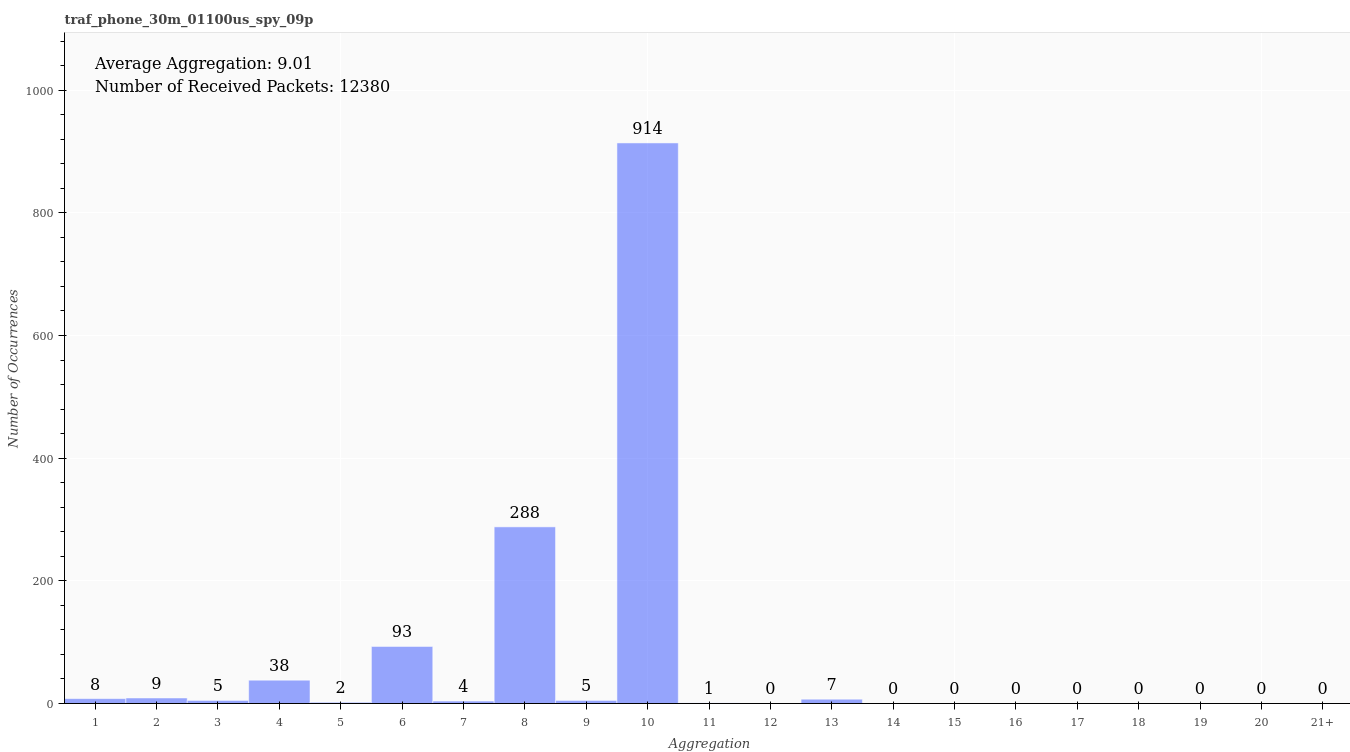 traf_phone_30m_01100us_spy_09p
Average Aggregation: 9.01
Number of Received Packets: 12380
Number of Occurrences
1000
800
600
400
200
0
8 9 5 38 2 93 4 288 5 914 1 0 7 0 0 0 0 0 0 0 0
1 2 3 4 5 6 7 8 9 10 11 12 13 14 15 16 17 18 19 20 21+
Aggregation